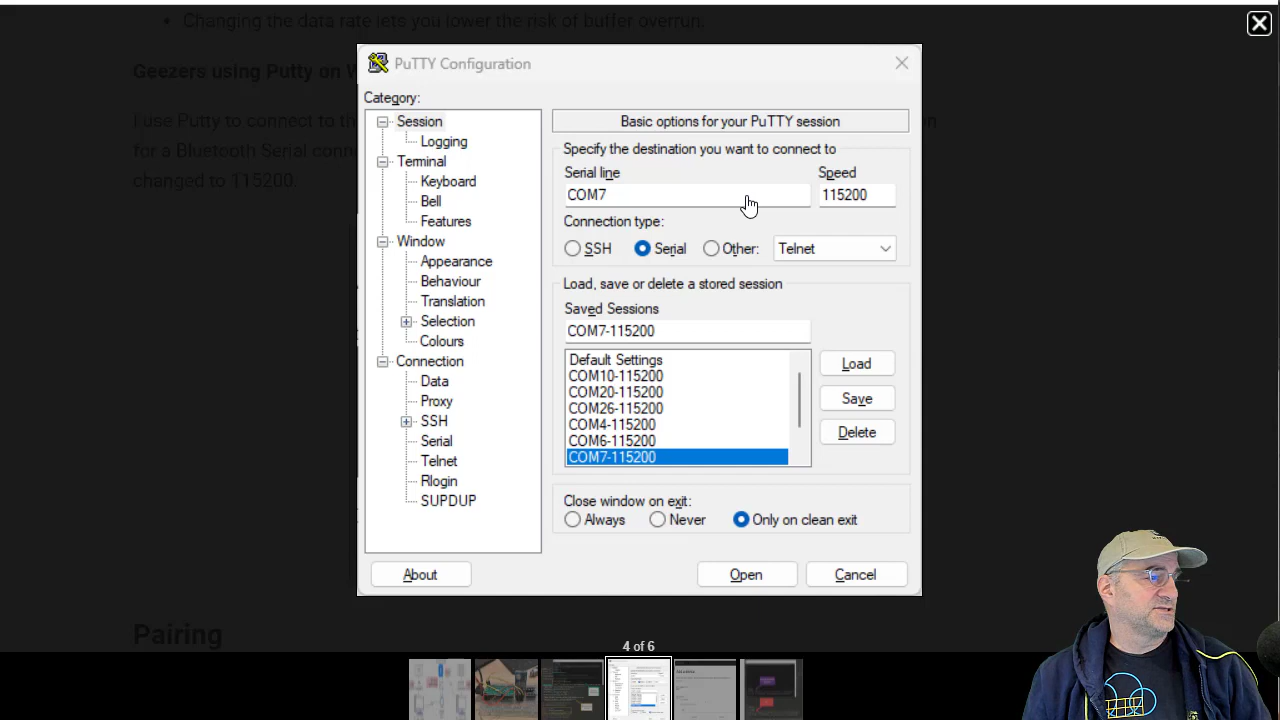 Changing the data rate lets you lower the risk of buffer overrun.
Geezers using Putty on W
I use Putty to connect to th
on
for a Bluetooth Serial conn
changed to 115200.
PuTTY Configuration
Category:
Session
Logging
Terminal
Keyboard
Bell
Features
Window
Appearance
Behaviour
Translation
Selection
Colours
Connection
Data
Proxy
SSH
Serial
Telnet
Rlogin
SUPDUP
Basic options for your PuTTY session
Specify the destination you want to connect to
Serial line
Speed
COM7
115200
Connection type:
SSH
Serial
Other:
Telnet
Load, save or delete a stored session
Saved Sessions
COM7-115200
Default Settings
COM10-115200
COM20-115200
COM26-115200
COM4-115200
COM6-115200
COM7-115200
Load
Save
Delete
Close window on exit:
Always
Never
Only on clean exit
About
Open
Cancel
Pairing
4 of 6